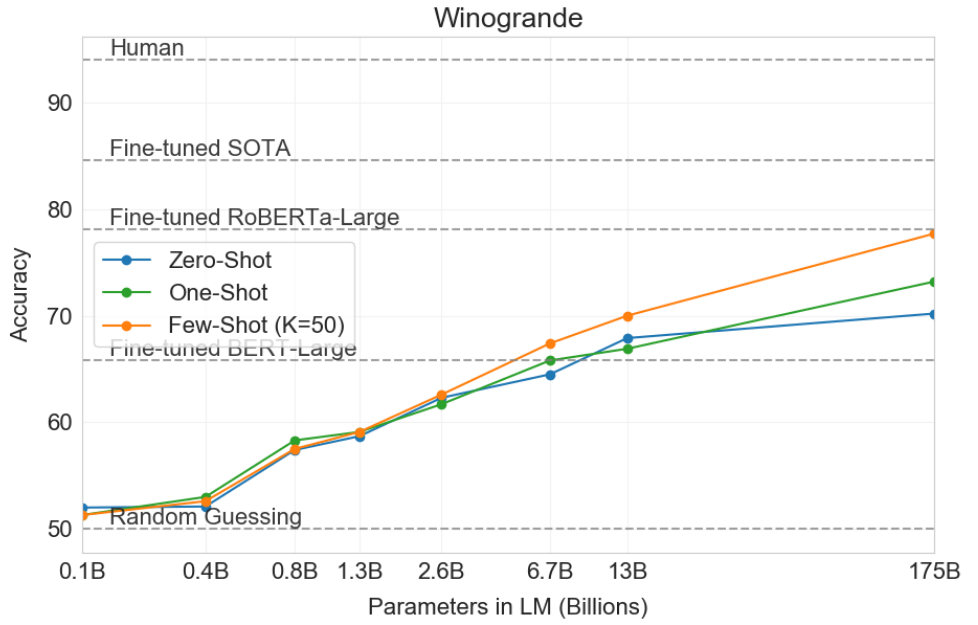 Winogrande
Human
90
Fine-tuned SOTA
80
Fine-tuned RoBERTa-Large
Zero-Shot
One-Shot
Few-Shot (K=50)
70
Fine-tuned BERT-Large
60
Random Guessing
50
Accuracy
0.1B 0.4B 0.8B 1.3B 2.6B 6.7B 13B 175B
Parameters in LM (Billions)